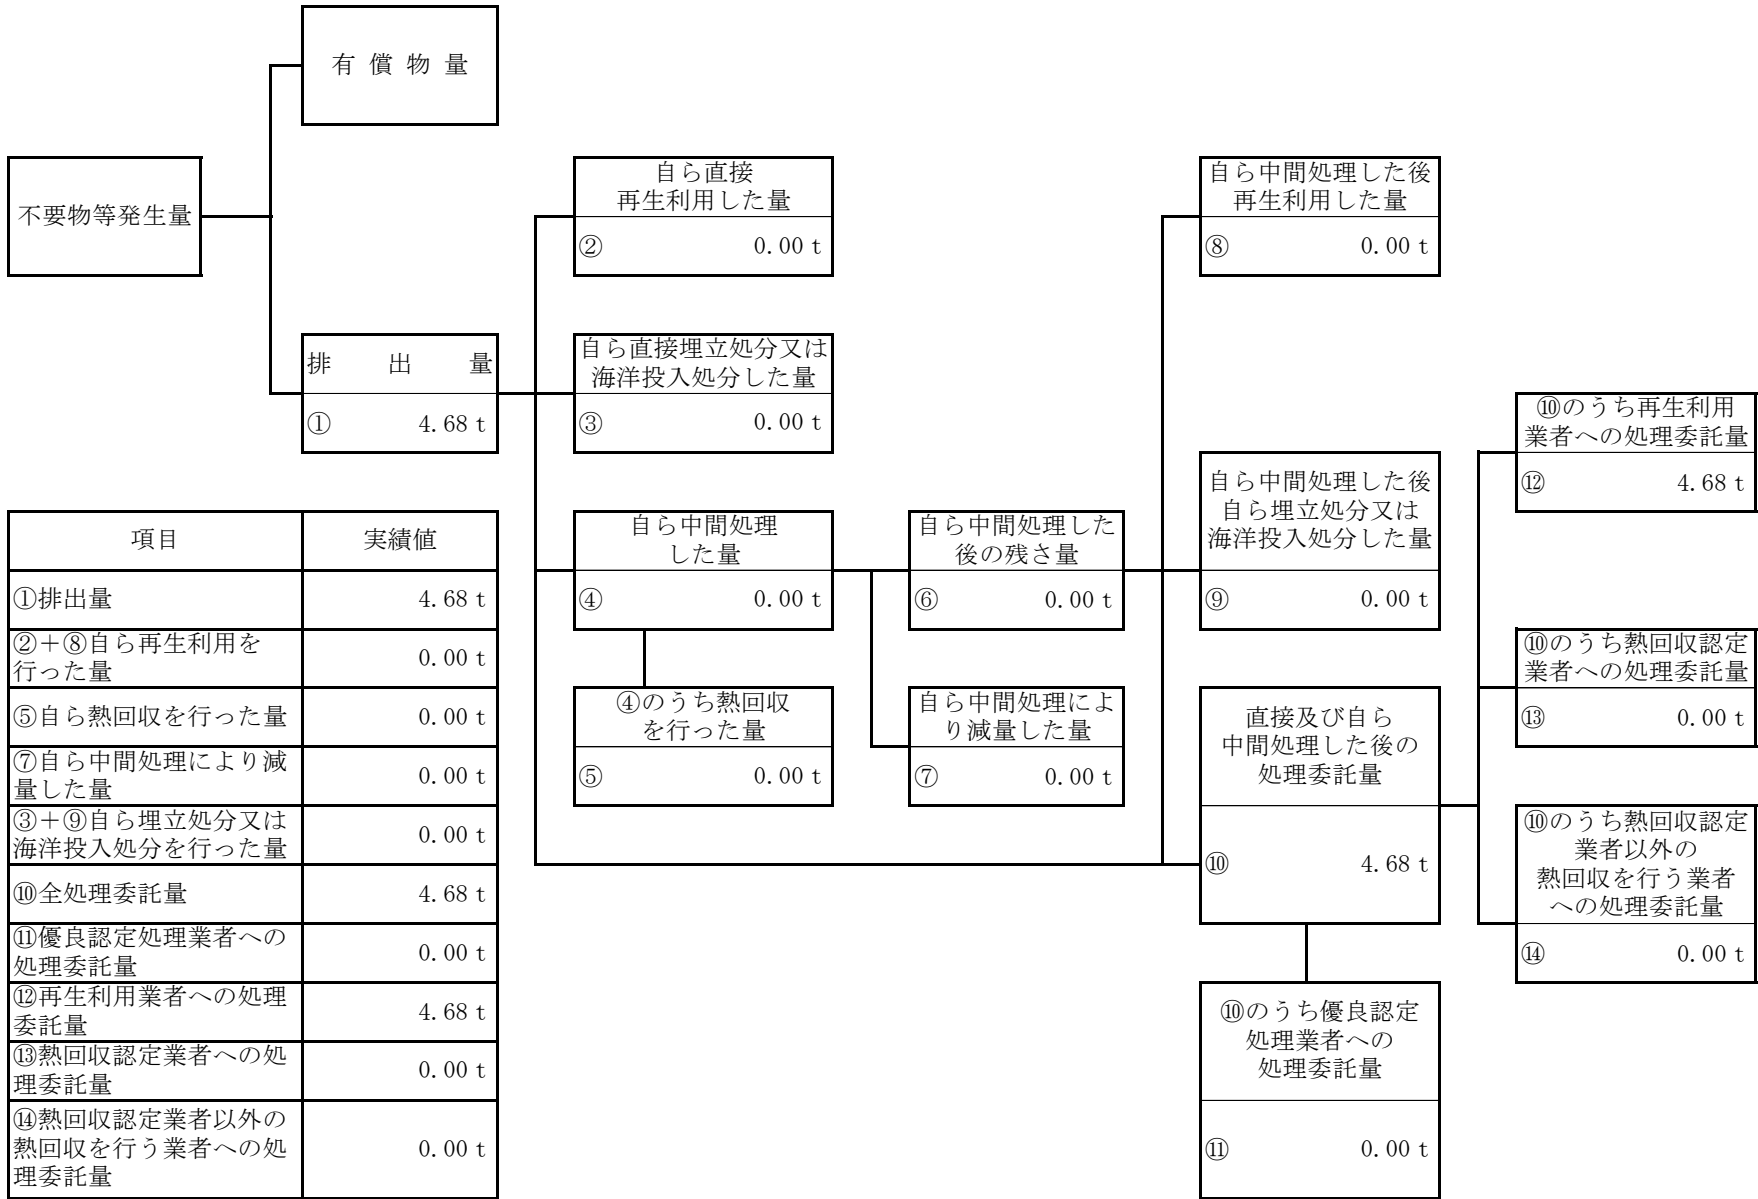 有償物量
不要物等発生量
自ら直接
再生利用した量
② 0.00 t
自ら中間処理した後
再生利用した量
⑧ 0.00 t
排出量
① 4.68 t
自ら直接埋立処分又は
海洋投入処分した量
③ 0.00 t
⑩のうち再生利用
業者への処理委託量
⑫ 4.68 t
自ら中間処理
した量
④ 0.00 t
自ら中間処理した
後の残さ量
⑥ 0.00 t
自ら中間処理した後
自ら埋立処分又は
海洋投入処分した量
⑨ 0.00 t
④のうち熱回収
を行った量
⑤ 0.00 t
自ら中間処理によ
り減量した量
⑦ 0.00 t
直接及び自ら
中間処理した後の
処理委託量
⑩ 4.68 t
⑩のうち熱回収認定
業者への処理委託量
⑬ 0.00 t
⑩のうち熱回収認定
業者以外の
熱回収を行う業者
への処理委託量
⑭ 0.00 t
⑩のうち優良認定
処理業者への
処理委託量
⑪ 0.00 t
項目 実績値
①排出量 4.68 t
②＋⑧自ら再生利用を
行った量 0.00 t
⑤自ら熱回収を行った量 0.00 t
⑦自ら中間処理により減
量した量 0.00 t
③＋⑨自ら埋立処分又は
海洋投入処分を行った量 0.00 t
⑩全処理委託量 4.68 t
⑪優良認定処理業者への
処理委託量 0.00 t
⑫再生利用業者への処理
委託量 4.68 t
⑬熱回収認定業者への処
理委託量 0.00 t
⑭熱回収認定業者以外の
熱回収を行う業者への処
理委託量 0.00 t